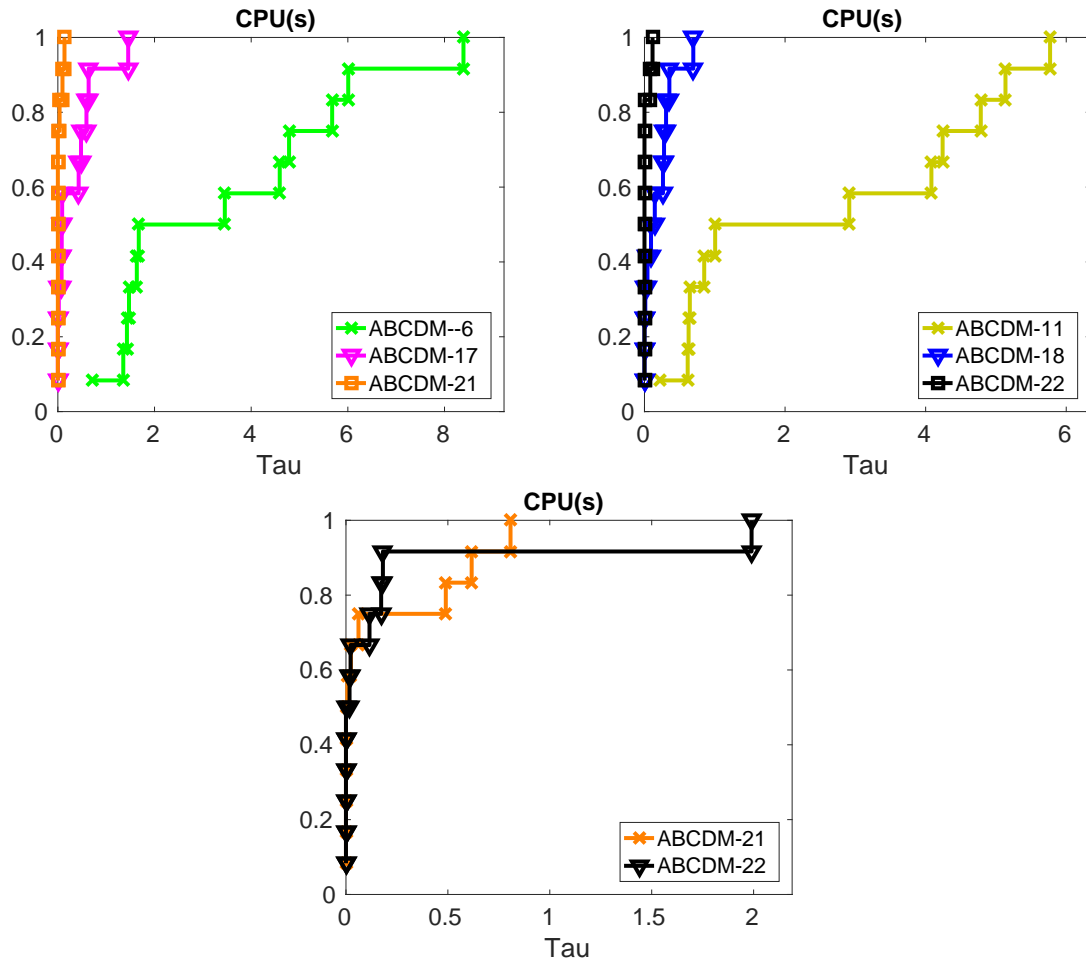 CPU(s)
1
0.8
0.6
0.4
0.2
0
0
2
4
6
8
Tau
ABCDM--6
ABCDM-17
ABCDM-21
CPU(s)
1
0.8
0.6
0.4
0.2
0
0
2
4
6
Tau
ABCDM-11
ABCDM-18
ABCDM-22
CPU(s)
1
0.8
0.6
0.4
0.2
0
0
0.5
1
1.5
2
Tau
ABCDM-21
ABCDM-22